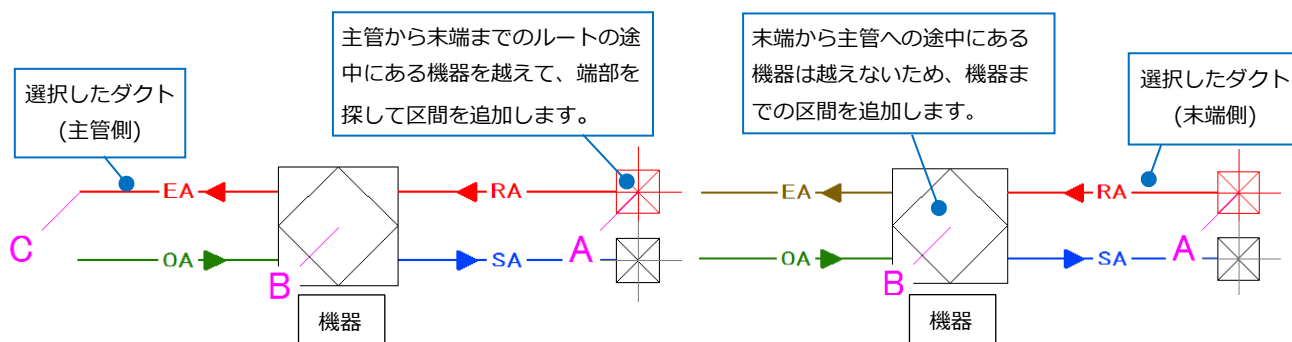 選択したダクト
(主管側)
主管から末端までのルートの途
中にある機器を越えて、端部を
探して区間を追加します。
EA
RA
C
A
OA
SA
B
機器
末端から主管への途中にある
機器は越えないため、機器ま
での区間を追加します。
選択したダクト
(末端側)
EA
RA
A
OA
SA
B
機器